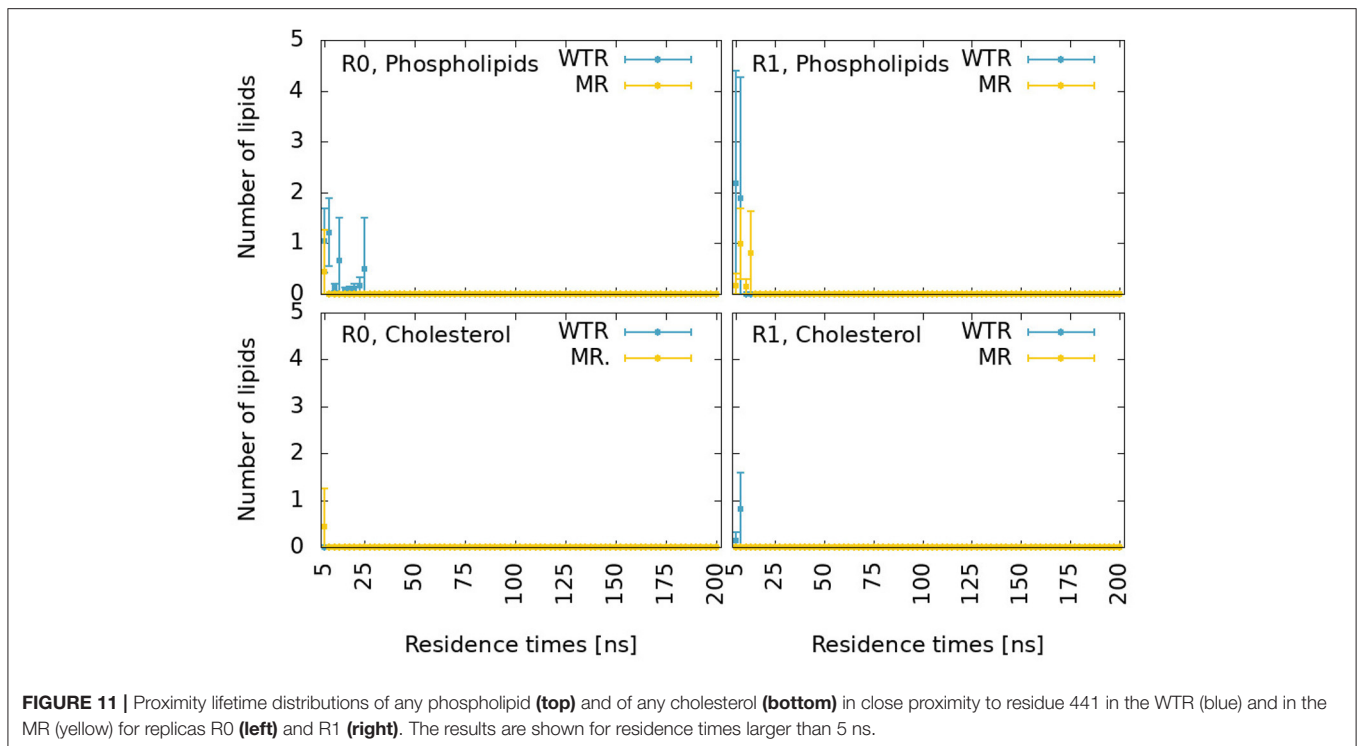 5
4
3
2
1
0
Number of lipids
R0, Phospholipids
WTR
MR
R1, Phospholipids
WTR
MR
5
4
3
2
1
0
Number of lipids
R0, Cholesterol
WTR
MR.
R1, Cholesterol
WTR
MR
5 25 50 75 100 125 150 175 200
5 25 50 75 100 125 150 175 200
Residence times [ns]
Residence times [ns]
FIGURE 11 | Proximity lifetime distributions of any phospholipid (top) and of any cholesterol (bottom) in close proximity to residue 441 in the WTR (blue) and in the
MR (yellow) for replicas R0 (left) and R1 (right). The results are shown for residence times larger than 5 ns.